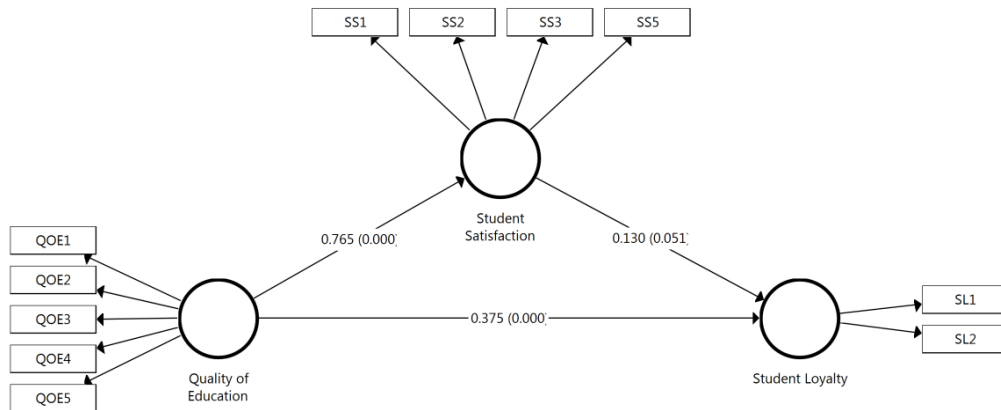 SS1
SS2
SS3
SS5
Student
Satisfaction
0.765 (0.000)
0.130 (0.051)
QOE1
QOE2
QOE3
QOE4
QOE5
Quality of
Education
0.375 (0.000)
Student Loyalty
SL1
SL2